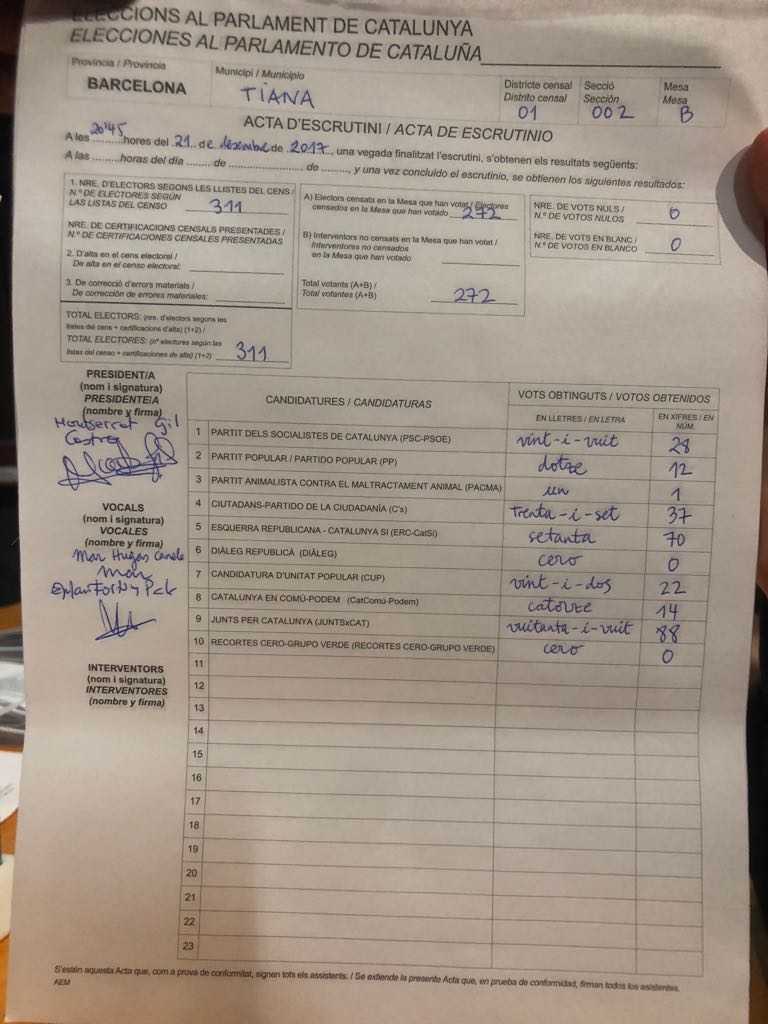 ELECCIONS AL PARLAMENT DE CATALUNYA
ELECCIONES AL PARLAMENTO DE CATALUÑA
Província / Provincia
BARCELONA
Municipi / Municipio
TIANA
Districte censal
Distrito censal
01
Secció
Sección
002
Mesa
Mesa
B
ACTA D'ESCRUTINI / ACTA DE ESCRUTINIO
A les 20'45 hores del 21 de desembre de 2017, una vegada finalitzat l'escrutini, s'obtenen els resultats següents:
A las ......... horas del día ........ de .......................... de ........, y una vez concluido el escrutinio, se obtienen los siguientes resultados:
1. NRE. D'ELECTORS SEGONS LES LLISTES DEL CENS /
N.º DE ELECTORES SEGÚN
LAS LISTAS DEL CENSO 311
NRE. DE CERTIFICACIONS CENSALS PRESENTADES /
N.º DE CERTIFICACIONES CENSALES PRESENTADAS
2. D'alta en el cens electoral /
De alta en el censo electoral:
3. De correcció d'errors materials /
De corrección de errores materiales:
TOTAL ELECTORS: (nre. d'electors segons les
llistes del cens + certificacions d'alta) (1+2) /
TOTAL ELECTORES: (nº electores según las
listas del censo + certificaciones de alta) (1+2) 311
A) Electors censats en la Mesa que han votat / Electores
censados en la Mesa que han votado 272
B) Interventors no censats en la Mesa que han votat /
Interventores no censados
en la Mesa que han votado
Total votants (A+B) /
Total votantes (A+B) 272
NRE. DE VOTS NULS /
N.º DE VOTOS NULOS 0
NRE. DE VOTS EN BLANC /
N.º DE VOTOS EN BLANCO 0
PRESIDENT/A
(nom i signatura)
PRESIDENTE/A
(nombre y firma)
Montserrat Gil
Castro
VOCALS
(nom i signatura)
VOCALES
(nombre y firma)
Mar
INTERVENTORS
(nom i signatura)
INTERVENTORES
(nombre y firma)
CANDIDATURES / CANDIDATURAS
VOTS OBTINGUTS / VOTOS OBTENIDOS
EN LLETRES / EN LETRA
EN XIFRES / EN NÚM.
1 PARTIT DELS SOCIALISTES DE CATALUNYA (PSC-PSOE) vint-i-vuit 28
2 PARTIT POPULAR / PARTIDO POPULAR (PP) dotze 12
3 PARTIT ANIMALISTA CONTRA EL MALTRACTAMENT ANIMAL (PACMA) un 1
4 CIUTADANS-PARTIDO DE LA CIUDADANÍA (C's) trenta-i-set 37
5 ESQUERRA REPUBLICANA - CATALUNYA SI (ERC-CatSi) setanta 70
6 DIÀLEG REPUBLICÀ (DIÀLEG) cero 0
7 CANDIDATURA D'UNITAT POPULAR (CUP) vint-i-dos 22
8 CATALUNYA EN COMÚ-PODEM (CatComú-Podem) catorze 14
9 JUNTS PER CATALUNYA (JUNTSxCAT) vuitanta-i-vuit 88
10 RECORTES CERO-GRUPO VERDE (RECORTES CERO-GRUPO VERDE) cero 0
11
12
13
14
15
16
17
18
19
20
21
22
23
S'estén aquesta Acta que, com a prova de conformitat, signen tots els assistents. / Se extiende la presente Acta que, en prueba de conformidad, firman todos los asistentes.
AEM